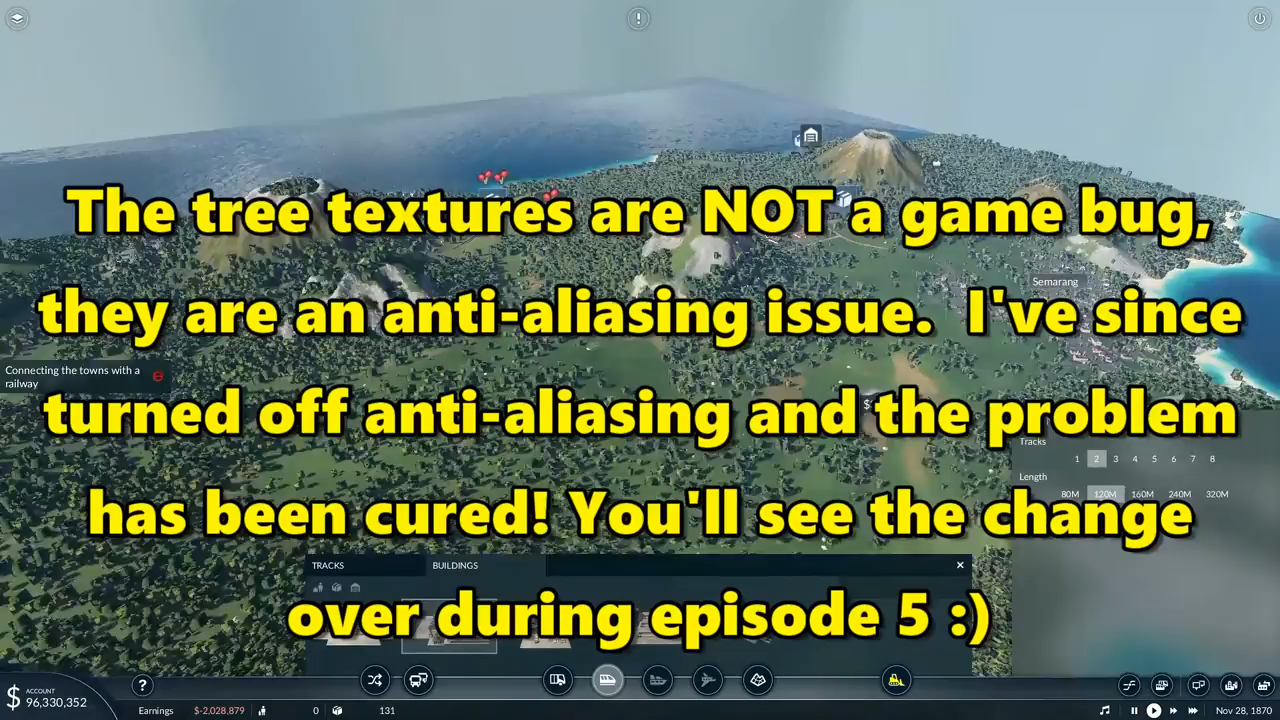 The tree textures are NOT a game bug,
they are an anti-aliasing issue.  I've since
turned off anti-aliasing and the problem
has been cured! You'll see the change
over during episode 5 :)
Semarang
Connecting the towns with a
railway
$
Tracks
1 2 3 4 5 6 7 8
Length
80M 120M 160M 240M 320M
TRACKS BUILDINGS
$ ACCOUNT
96,330,352
?
Earnings $-2,028,879 0 131
Nov 28, 1870